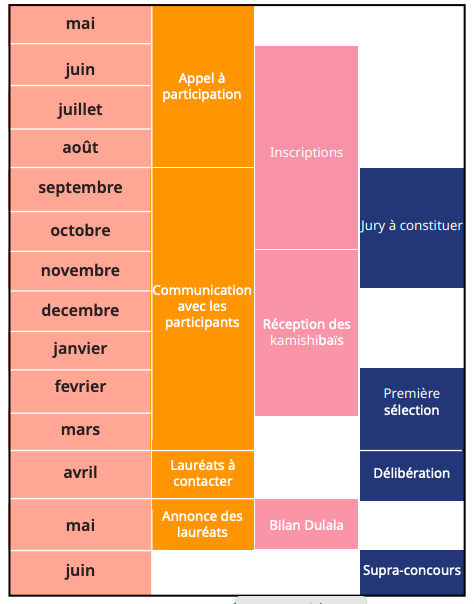 mai
juin
juillet
août
septembre
octobre
novembre
decembre
janvier
fevrier
mars
avril
mai
juin
Appel à
participation
Communication
avec les
participants
Lauréats à
contacter
Annonce des
lauréats
Inscriptions
Réception des
kamishibaïs
Bilan Dulala
Jury à constituer
Première
sélection
Délibération
Supra-concours